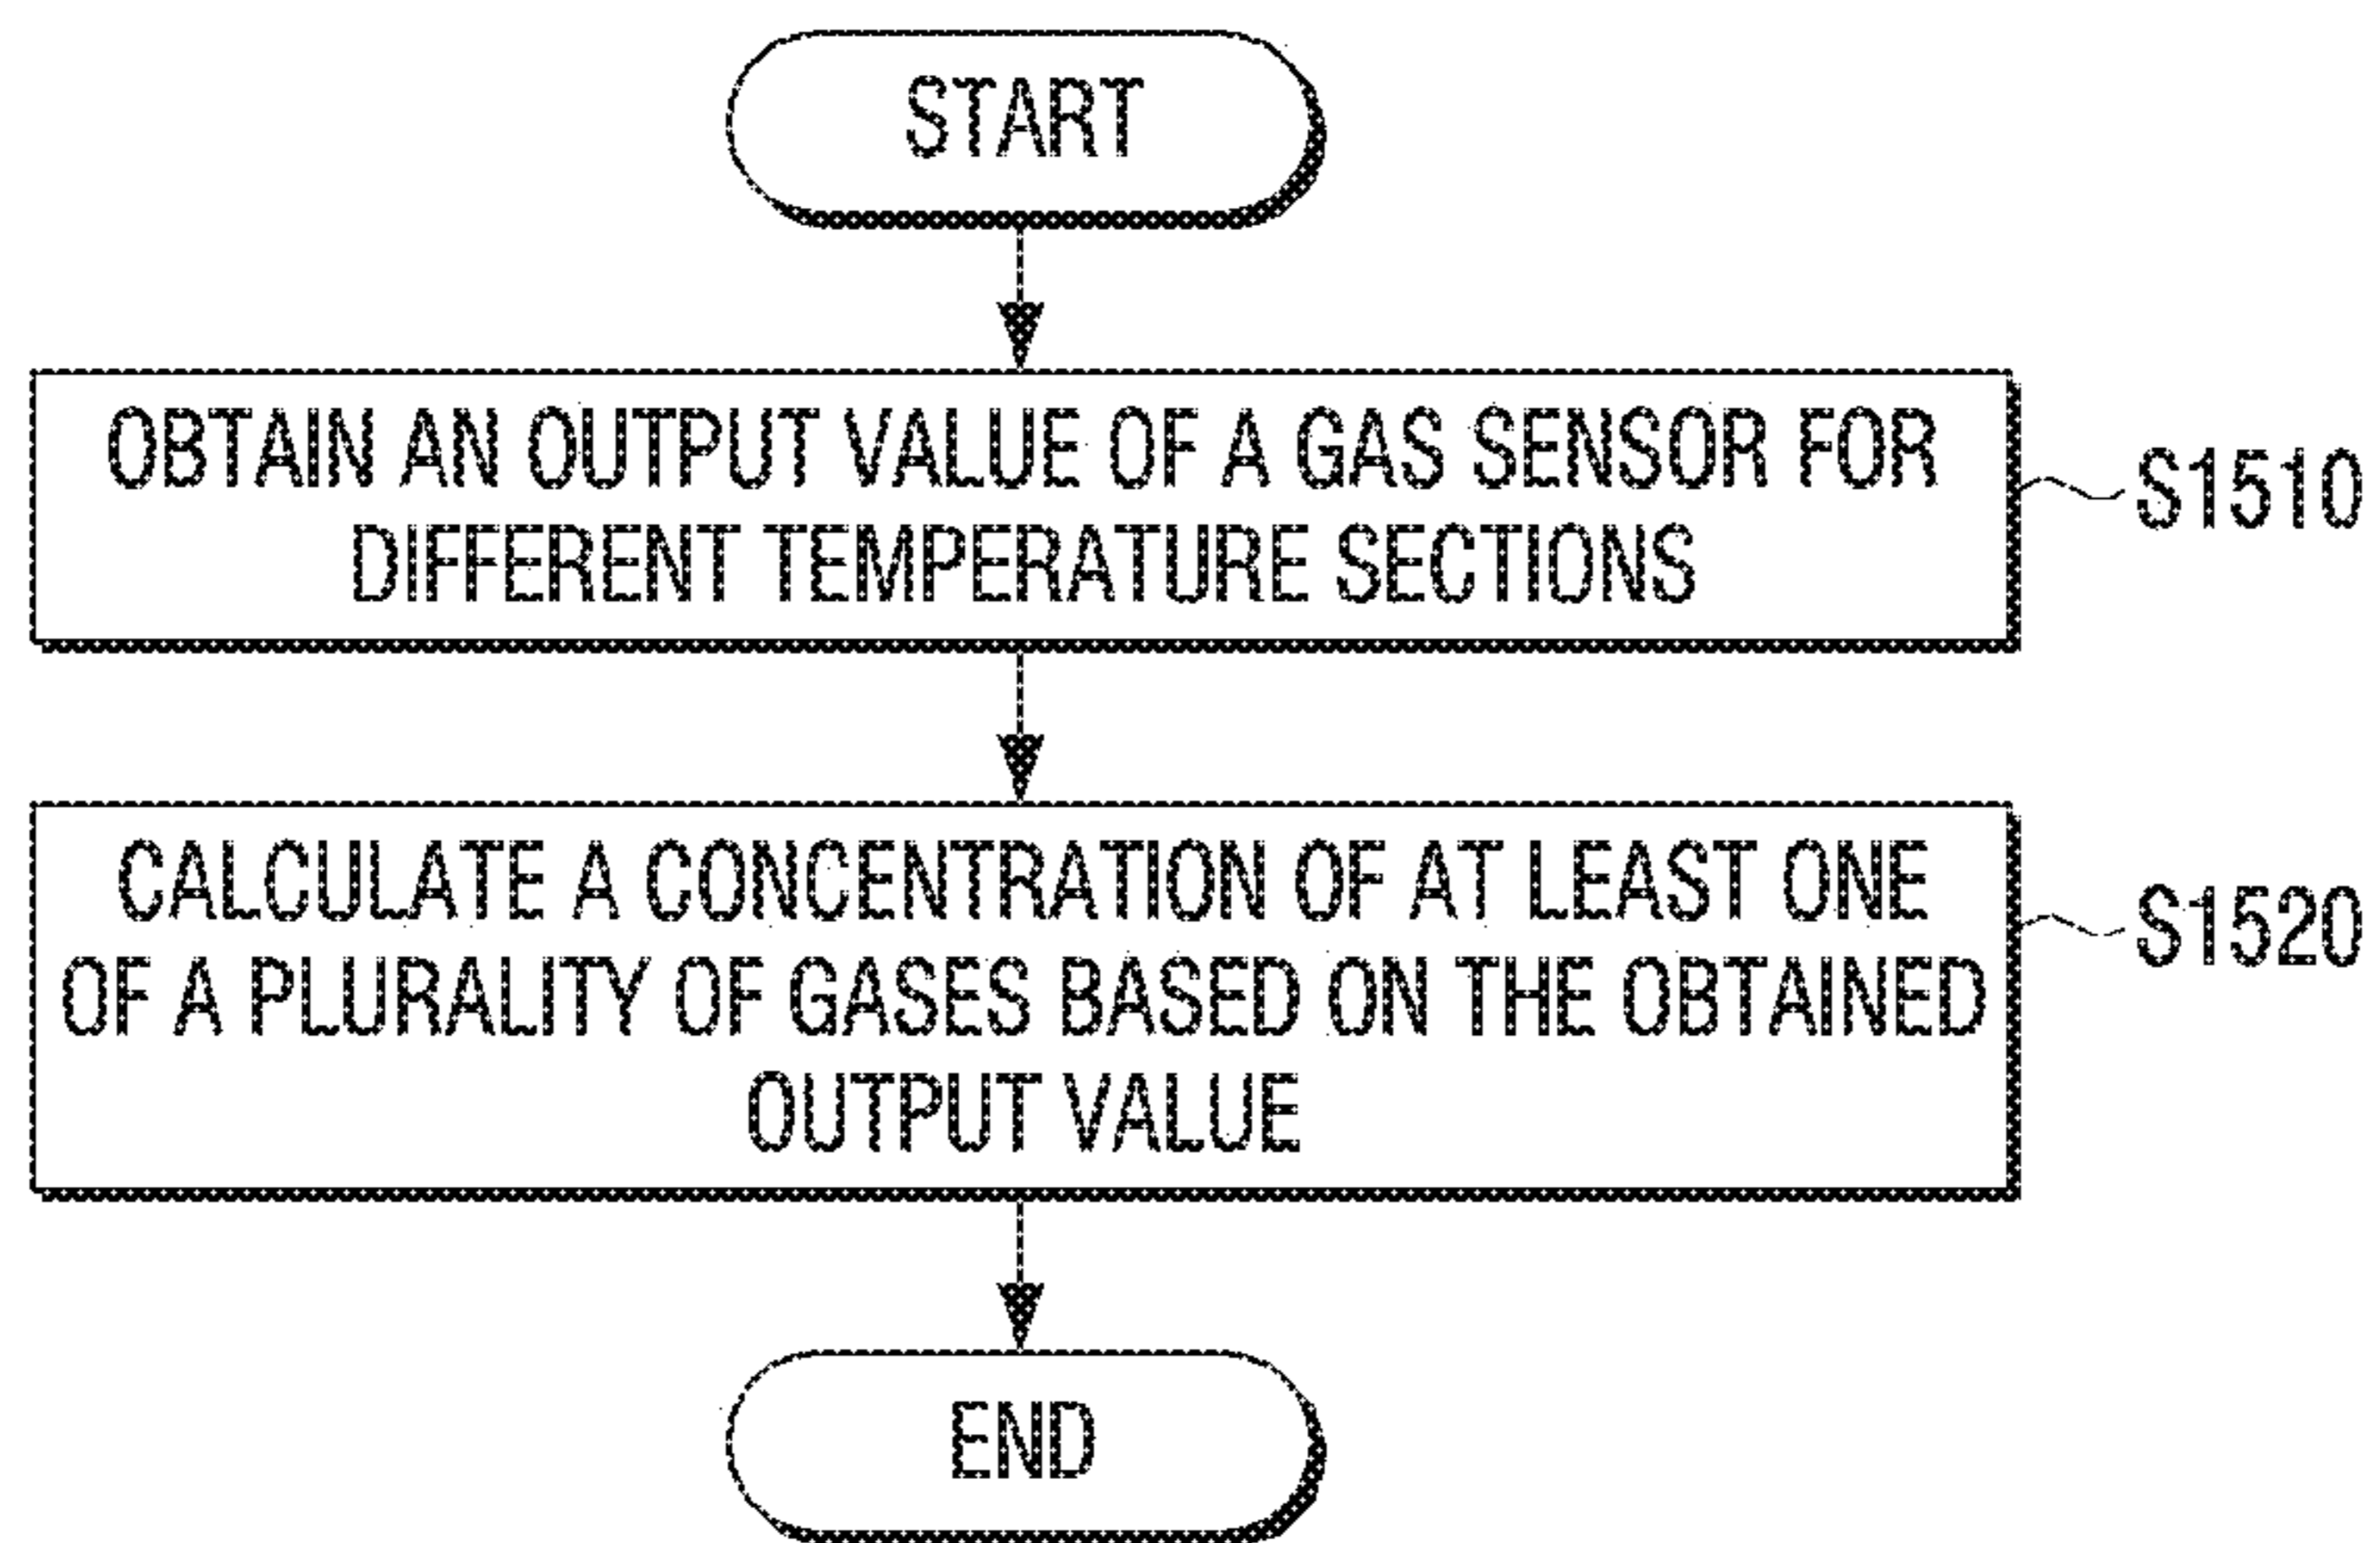 START
OBTAIN AN OUTPUT VALUE OF A GAS SENSOR FOR
DIFFERENT TEMPERATURE SECTIONS
S1510
CALCULATE A CONCENTRATION OF AT LEAST ONE
OF A PLURALITY OF GASES BASED ON THE OBTAINED
OUTPUT VALUE
S1520
END